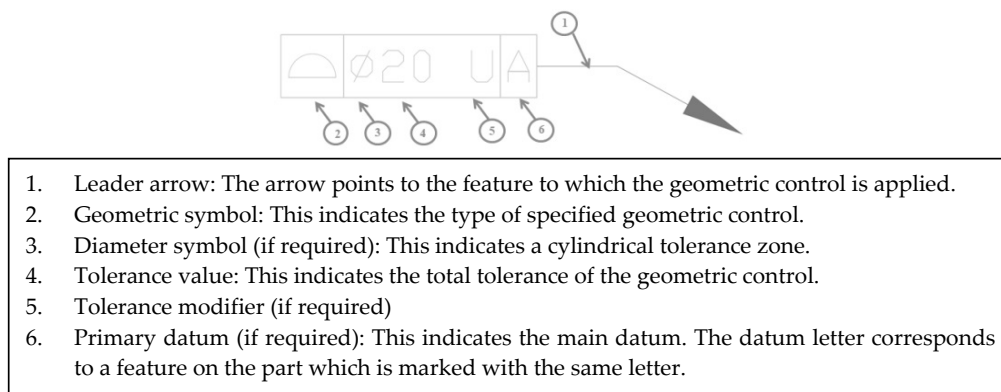 1
⌓ ⌀20 U A
2 3 4 5 6
1. Leader arrow: The arrow points to the feature to which the geometric control is applied.
2. Geometric symbol: This indicates the type of specified geometric control.
3. Diameter symbol (if required): This indicates a cylindrical tolerance zone.
4. Tolerance value: This indicates the total tolerance of the geometric control.
5. Tolerance modifier (if required)
6. Primary datum (if required): This indicates the main datum. The datum letter corresponds
to a feature on the part which is marked with the same letter.